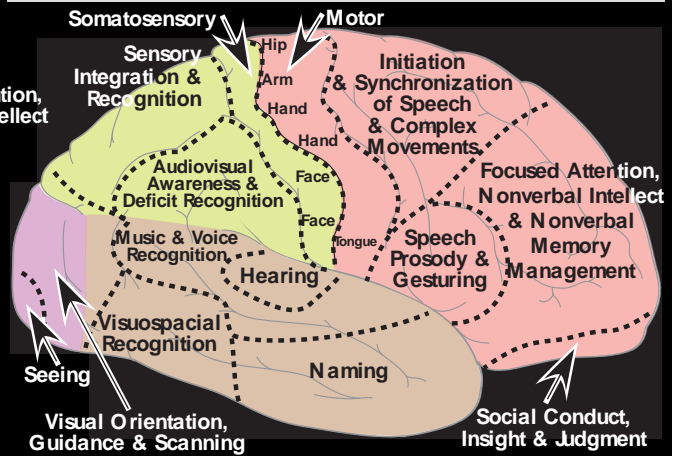 Somatosensory
Motor
Sensory
Integration &
Recognition
tion,
ellect
Hip
Arm
Hand
Hand
Face
Face
Tongue
Initiation
& Synchronization
of Speech
& Complex
Movements
Audiovisual
Awareness &
Deficit Recognition
Focused Attention,
Nonverbal Intellect
& Nonverbal
Memory
Management
Music & Voice
Recognition
Hearing
Speech
Prosody &
Gesturing
Visuospacial
Recognition
Naming
Seeing
Visual Orientation,
Guidance & Scanning
Social Conduct,
Insight & Judgment